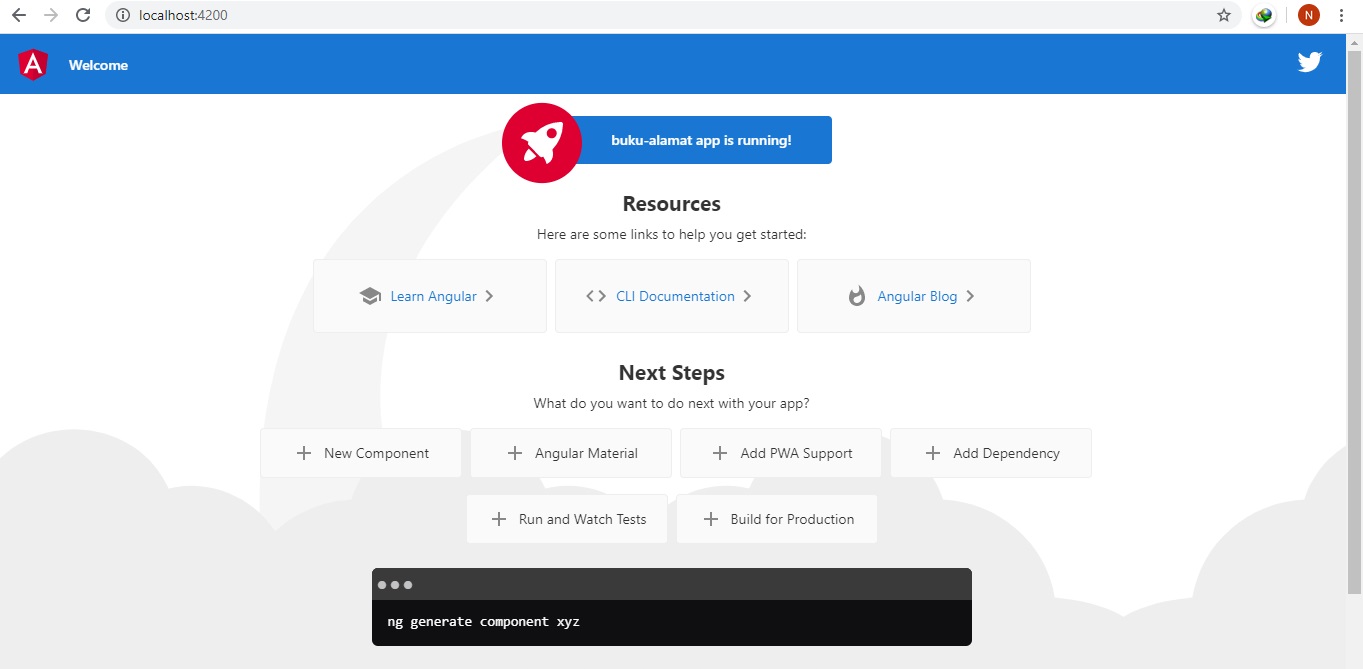 localhost:4200
N
A
Welcome
buku-alamat app is running!
Resources
Here are some links to help you get started:
Learn Angular
CLI Documentation
Angular Blog
Next Steps
What do you want to do next with your app?
New Component
Angular Material
Add PWA Support
Add Dependency
Run and Watch Tests
Build for Production
ng generate component xyz